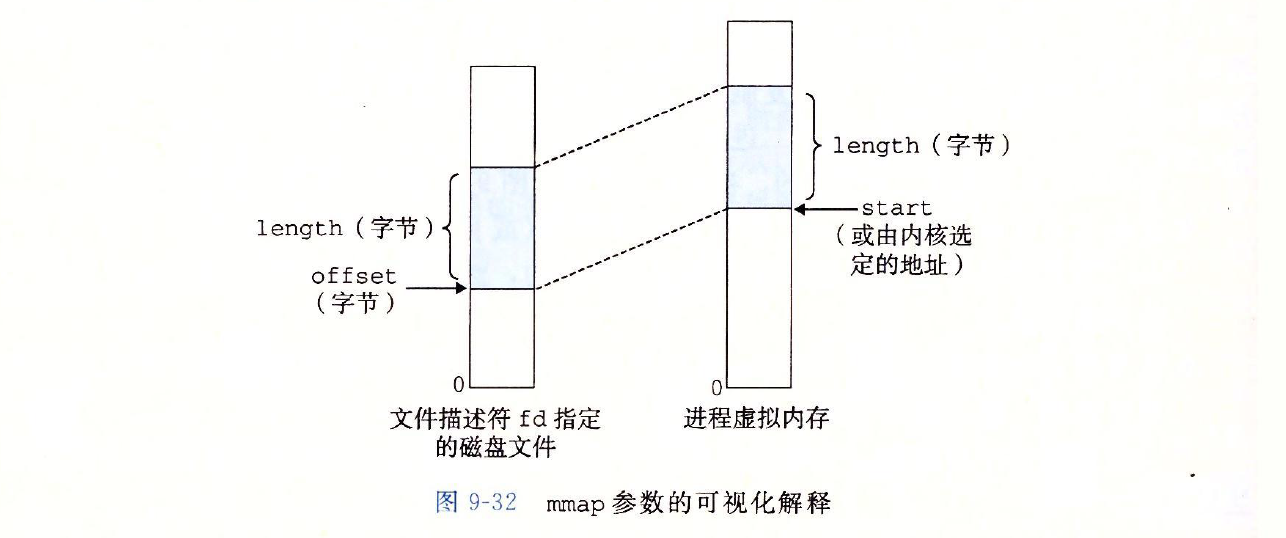 length（字节）
length（字节）
start
（或由内核选
定的地址）
offset
（字节）
0
0
文件描述符 fd 指定
的磁盘文件
进程虚拟内存
图 9-32 mmap 参数的可视化解释